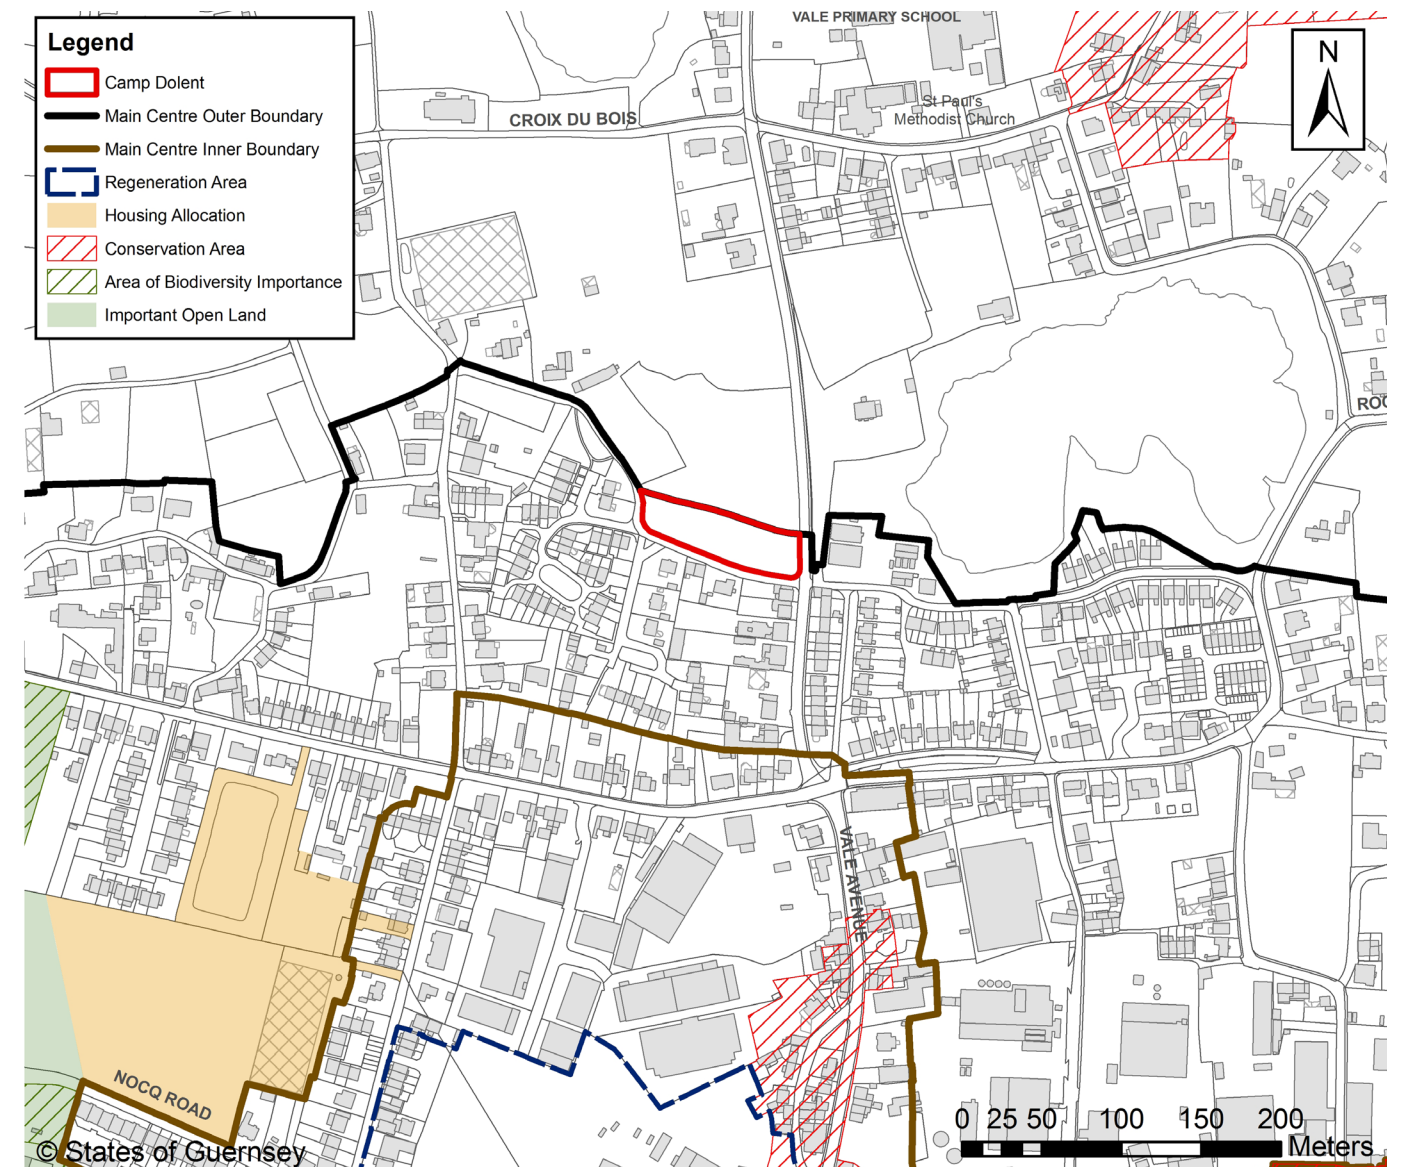 VALE PRIMARY SCHOOL
Legend
Camp Dolent
Main Centre Outer Boundary
Main Centre Inner Boundary
Regeneration Area
Housing Allocation
Conservation Area
Area of Biodiversity Importance
Important Open Land
N
CROIX DU BOIS
St Paul's
Methodist Church
VALE AVENUE
NOCQ ROAD
0 25 50 100 150 200
Meters
© States of Guernsey